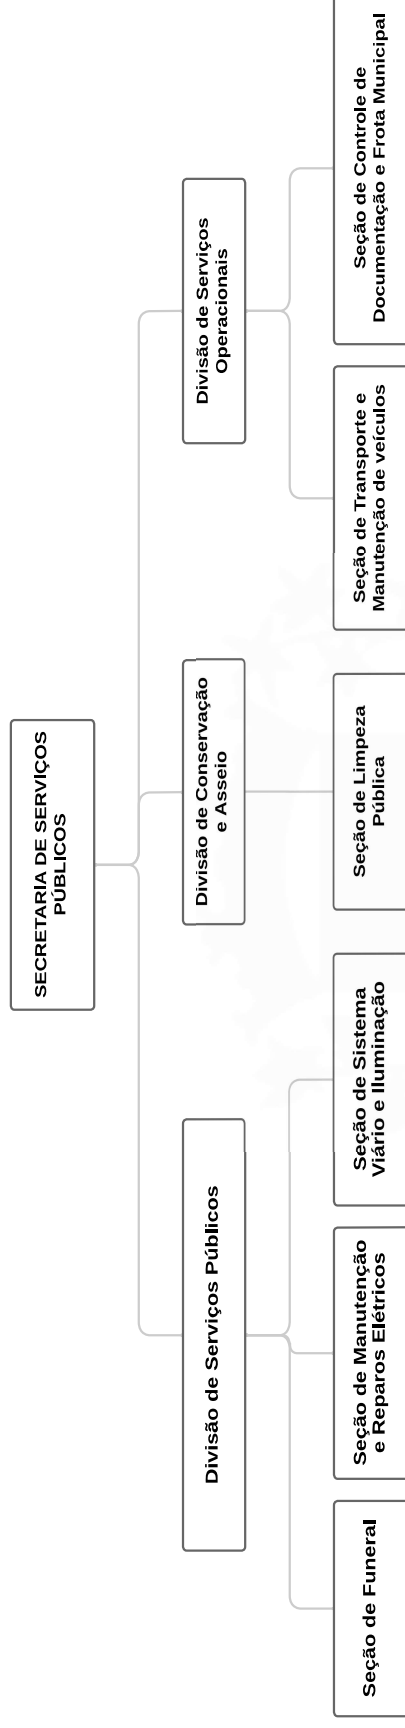 SECRETARIA DE SERVIÇOS
PÚBLICOS
Divisão de Serviços Públicos
Divisão de Conservação
e Asseio
Divisão de Serviços
Operacionais
Seção de Funeral
Seção de Manutenção
e Reparos Elétricos
Seção de Sistema
Viário e Iluminação
Seção de Limpeza
Pública
Seção de Transporte e
Manutenção de veículos
Seção de Controle de
Documentação e Frota Municipal